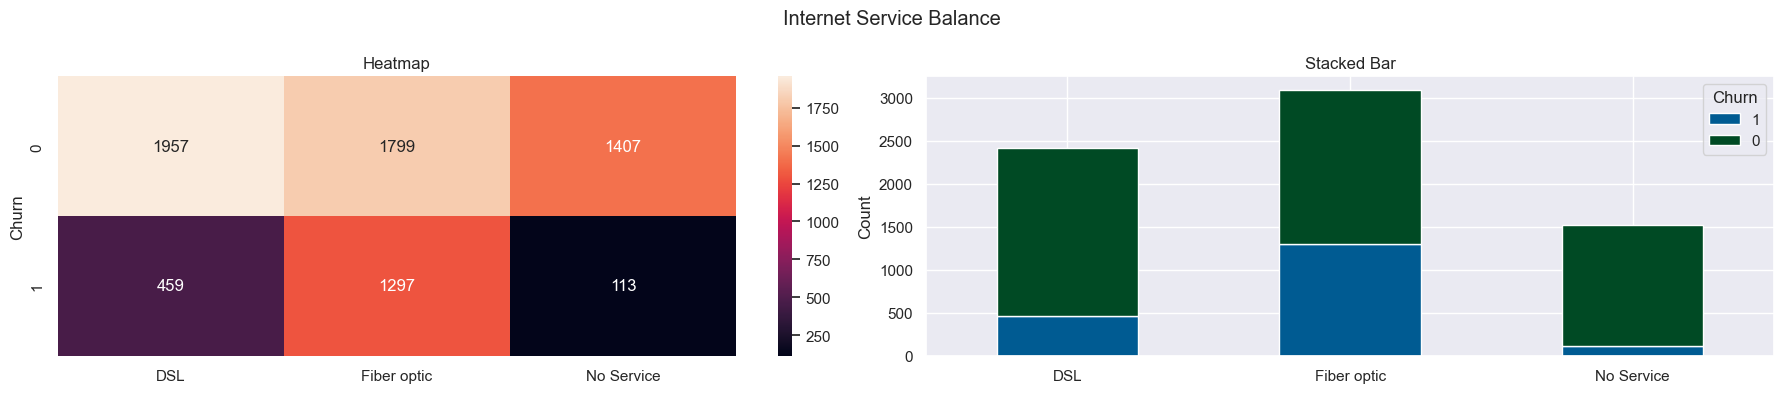 Internet Service Balance
Heatmap
Churn
0
1
1957 1799 1407
459 1297 113
DSL Fiber optic No Service
1750
1500
1250
1000
750
500
250
Stacked Bar
Count
3000
2500
2000
1500
1000
500
0
Churn
1
0
DSL Fiber optic No Service